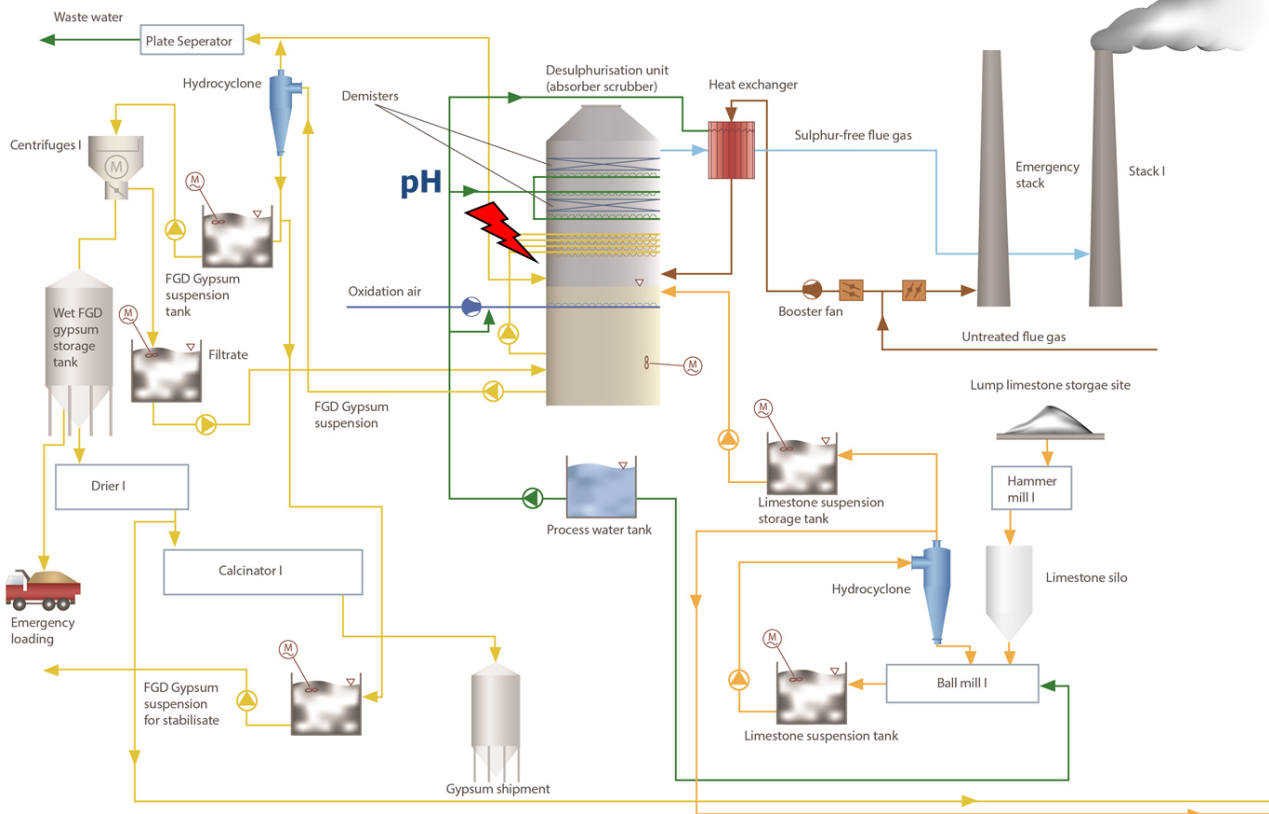 Waste water
Plate Seperator
Hydrocyclone
Desulphurisation unit
(absorber scrubber)
Heat exchanger
Demisters
Centrifuges I
M
M
pH
Sulphur-free flue gas
Emergency
stack
Stack I
FGD Gypsum
suspension
tank
Oxidation air
Booster fan
Untreated flue gas
Wet FGD
gypsum
storage
tank
M
Filtrate
M
FGD Gypsum
suspension
Lump limestone storgae site
M
Drier I
Hammer
mill I
Process water tank
Limestone suspension
storage tank
Calcinator I
Hydrocyclone
Limestone silo
Emergency
loading
M
M
FGD Gypsum
suspension
for stabilisate
Ball mill I
Limestone suspension tank
Gypsum shipment